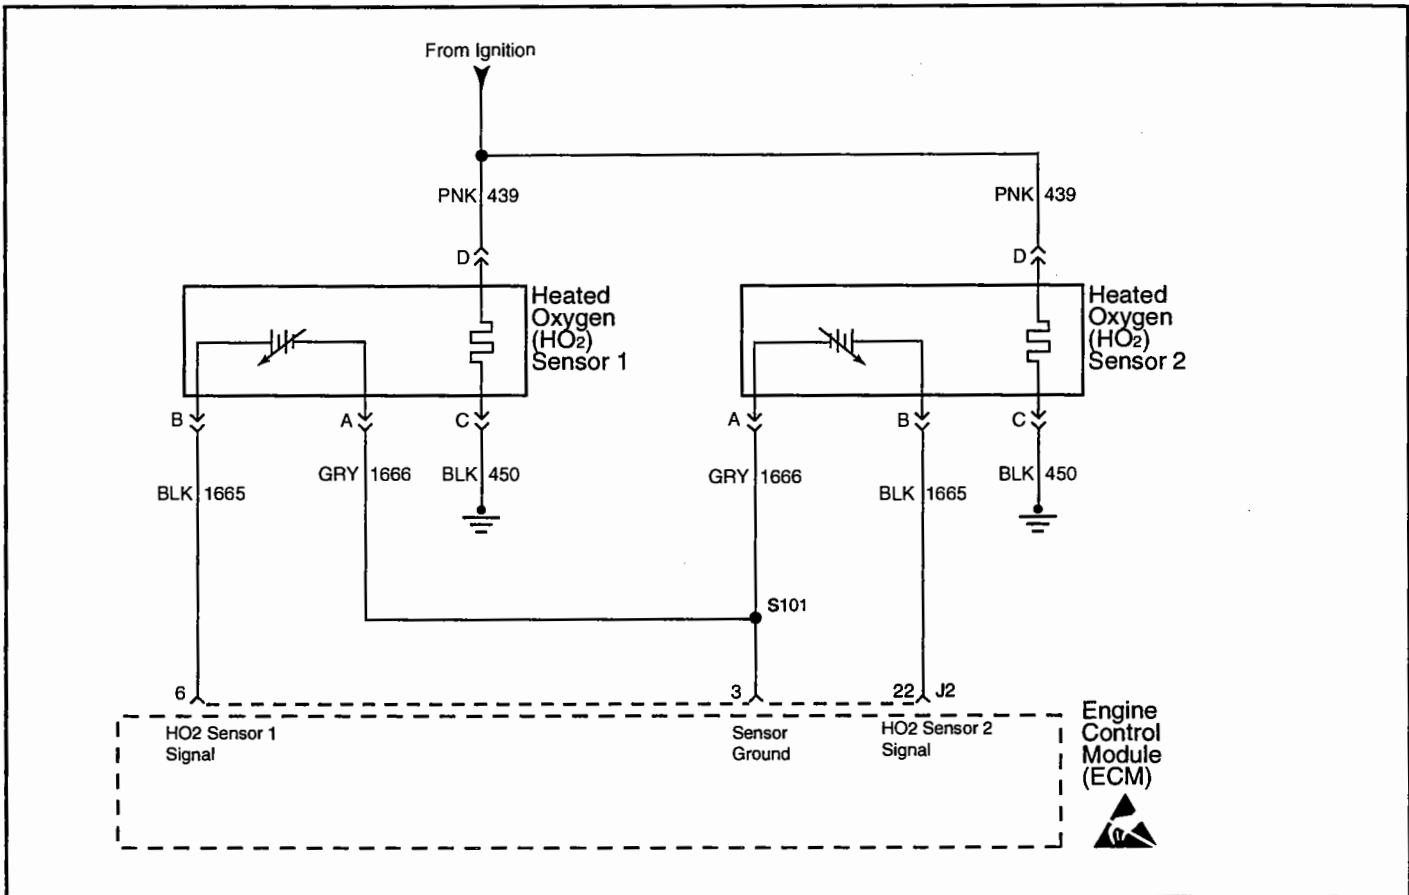 From Ignition
PNK 439
PNK 439
D
D
Heated
Oxygen
(HO2)
Sensor 1
Heated
Oxygen
(HO2)
Sensor 2
B
A
C
A
B
C
GRY 1666
BLK 450
GRY 1666
BLK 450
BLK 1665
BLK 1665
S101
6
3
22
J2
HO2 Sensor 1
Signal
Sensor
Ground
HO2 Sensor 2
Signal
Engine
Control
Module
(ECM)